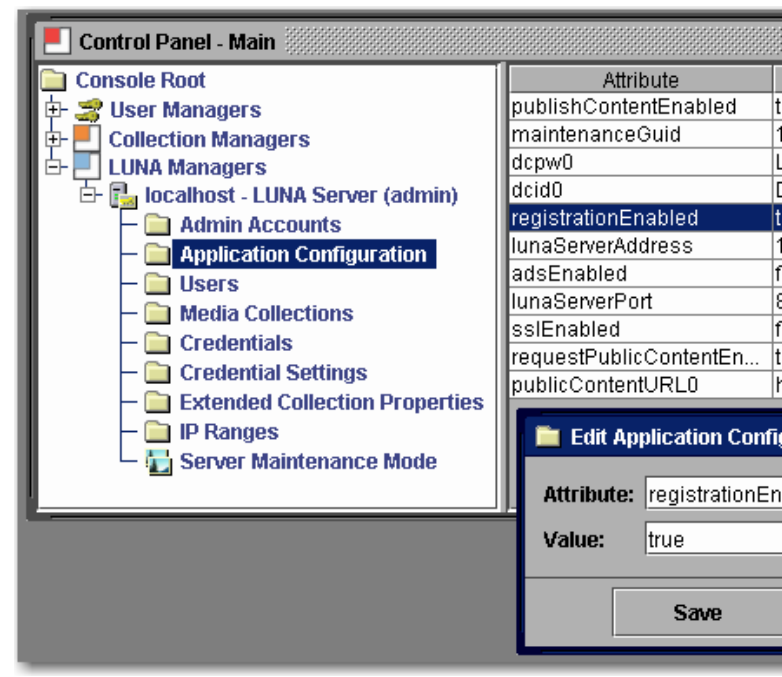 Control Panel - Main
Console Root
User Managers
Collection Managers
LUNA Managers
localhost - LUNA Server (admin)
Admin Accounts
Application Configuration
Users
Media Collections
Credentials
Credential Settings
Extended Collection Properties
IP Ranges
Server Maintenance Mode
Attribute
publishContentEnabled
maintenanceGuid
dcpw0
dcid0
registrationEnabled
lunaServerAddress
adsEnabled
lunaServerPort
sslEnabled
requestPublicContentEn...
publicContentURL0
Edit Application
Attribute:
Value: true
Save